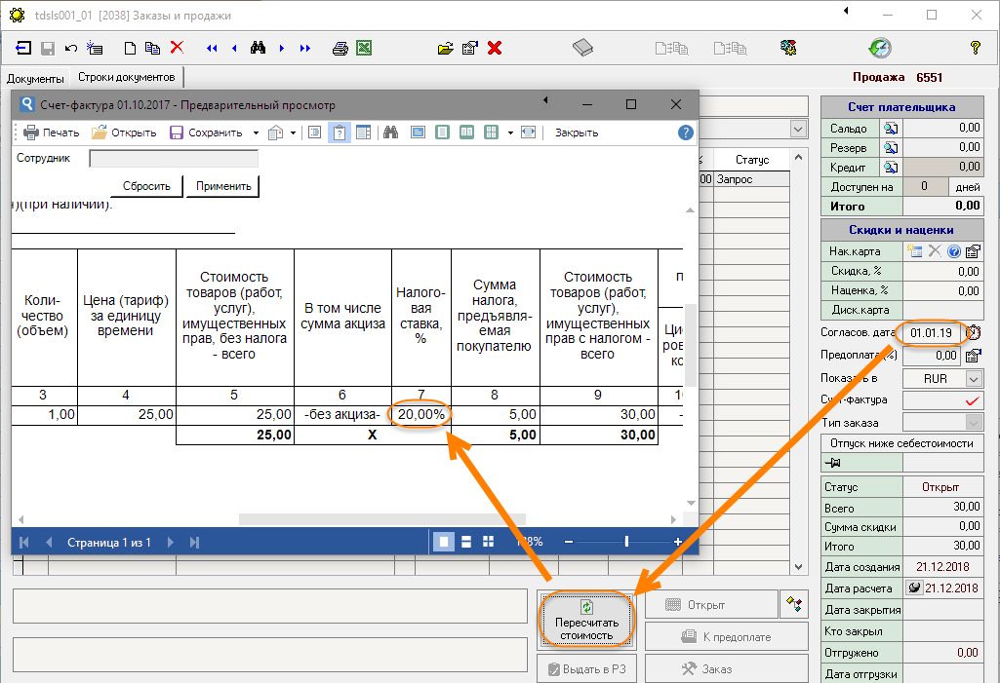 tdsls001_01 [2038] Заказы и продажи
Документы
Строки документов
Продажа 6551
Счет-фактура 01.10.2017 - Предварительный просмотр
Печать
Открыть
Сохранить
Закрыть
Сотрудник
Сбросить
Применить
)(при наличии):
Коли-
чество
(объем)
Цена (тариф)
за единицу
времени
Стоимость
товаров (работ,
услуг),
имущественных
прав, без налога
- всего
В том числе
сумма акциза
Налого-
вая
ставка,
%
Сумма
налога,
предъявля-
емая
покупателю
Стоимость
товаров (работ,
услуг),
имущественных
прав с налогом -
всего
п
Ци
ров
ко
3 4 5 6 7 8 9 1
1,00 25,00 25,00 -без акциза- 20,00% 5,00 30,00 -
25,00 X 5,00 30,00
Страница 1 из 1
%
Статус
00 Запрос
Счет плательщика
Сальдо 0,00
Резерв 0,00
Кредит 0,00
Доступен на 0 дней
Итого 0,00
Скидки и наценки
Нак.карта
Скидка, % 0,00
Наценка, % 0,00
Диск.карта
Согласов. дата 01.01.19
Предоплата (%) 0,00
Показать в RUR
Счет-фактура
Тип заказа
Отпуск ниже себестоимости
Статус Открыт
Всего 30,00
Сумма скидки 0,00
Итого 30,00
Дата создания 21.12.2018
Дата расчета 21.12.2018
Дата закрытия
Кто закрыл
Отгружено 0,00
Дата отгрузки
Пересчитать
стоимость
Открыт
К предоплате
Выдать в РЗ
Заказ